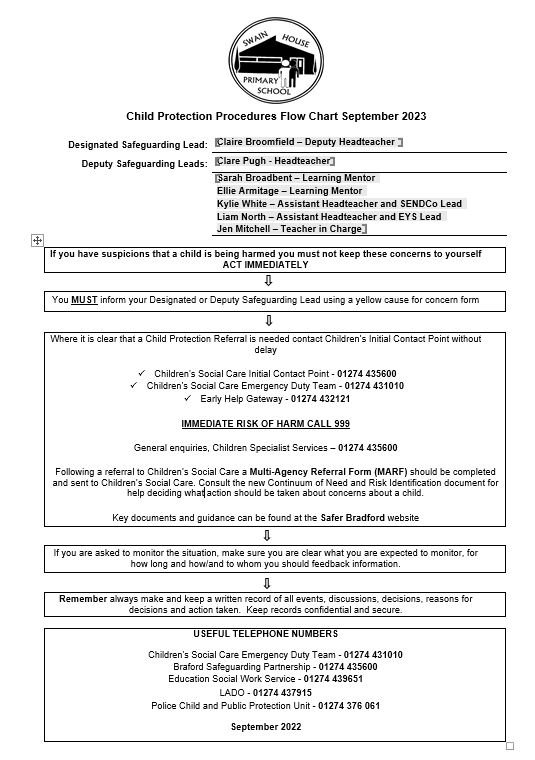 SWAIN HOUSE
PRIMARY
SCHOOL
Child Protection Procedures Flow Chart September 2023
Designated Safeguarding Lead: Claire Broomfield – Deputy Headteacher
Deputy Safeguarding Leads: Clare Pugh - Headteacher
Sarah Broadbent – Learning Mentor
Ellie Armitage – Learning Mentor
Kylie White – Assistant Headteacher and SENDCo Lead
Liam North – Assistant Headteacher and EYS Lead
Jen Mitchell – Teacher in Charge
If you have suspicions that a child is being harmed you must not keep these concerns to yourself
ACT IMMEDIATELY
You MUST inform your Designated or Deputy Safeguarding Lead using a yellow cause for concern form
Where it is clear that a Child Protection Referral is needed contact Children's Initial Contact Point without
delay
✓ Children's Social Care Initial Contact Point - 01274 435600
✓ Children's Social Care Emergency Duty Team - 01274 431010
✓ Early Help Gateway - 01274 432121
IMMEDIATE RISK OF HARM CALL 999
General enquiries, Children Specialist Services – 01274 435600
Following a referral to Children's Social Care a Multi-Agency Referral Form (MARF) should be completed
and sent to Children's Social Care. Consult the new Continuum of Need and Risk Identification document for
help deciding what action should be taken about concerns about a child.
Key documents and guidance can be found at the Safer Bradford website
If you are asked to monitor the situation, make sure you are clear what you are expected to monitor, for
how long and how/and to whom you should feedback information.
Remember always make and keep a written record of all events, discussions, decisions, reasons for
decisions and action taken. Keep records confidential and secure.
USEFUL TELEPHONE NUMBERS
Children's Social Care Emergency Duty Team - 01274 431010
Braford Safeguarding Partnership - 01274 435600
Education Social Work Service - 01274 439651
LADO - 01274 437915
Police Child and Public Protection Unit - 01274 376 061
September 2022